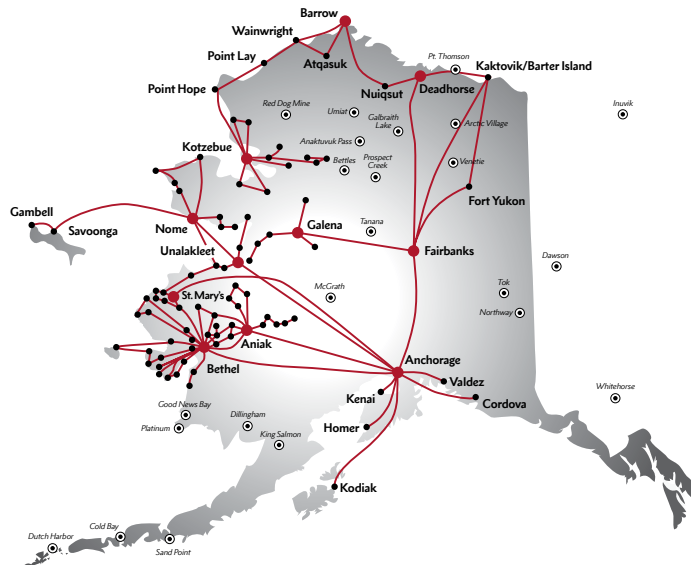 Barrow
Wainwright
Point Lay
Atqasuk
Pt. Thomson
Kaktovik/Barter Island
Point Hope
Nuiqsut
Deadhorse
Red Dog Mine
Umiat
Galbraith
Lake
Inuvik
Arctic Village
Kotzebue
Anaktuvuk Pass
Bettles
Prospect
Creek
Venetie
Fort Yukon
Gambell
Savoonga
Nome
Galena
Tanana
Unalakleet
Fairbanks
Dawson
St. Mary's
McGrath
Tok
Northway
Aniak
Bethel
Anchorage
Valdez
Kenai
Cordova
Whitehorse
Good News Bay
Platinum
Dillingham
King Salmon
Homer
Kodiak
Cold Bay
Dutch Harbor
Sand Point